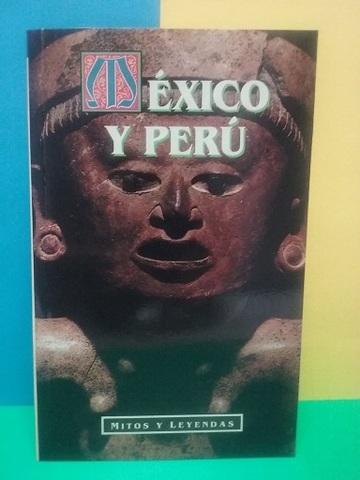 MÉXICO
Y PERÚ
MITOS Y LEYENDAS